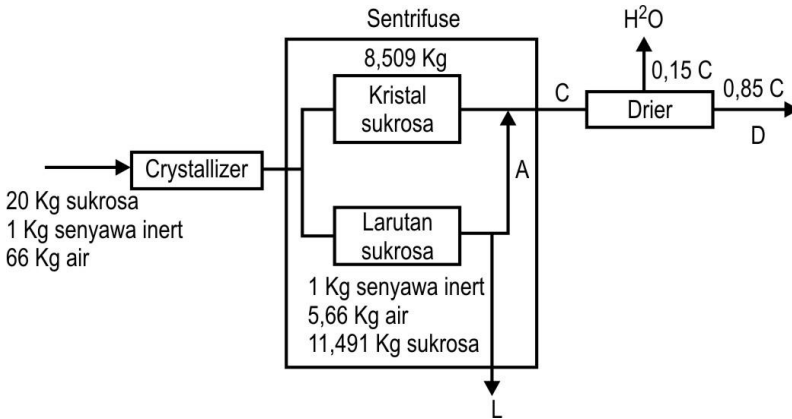 Sentrifuse
8,509 Kg
Kristal
sukrosa
H²O
0,15 C
0,85 C
C
Drier
D
Crystallizer
20 Kg sukrosa
1 Kg senyawa inert
66 Kg air
A
Larutan
sukrosa
1 Kg senyawa inert
5,66 Kg air
11,491 Kg sukrosa
L